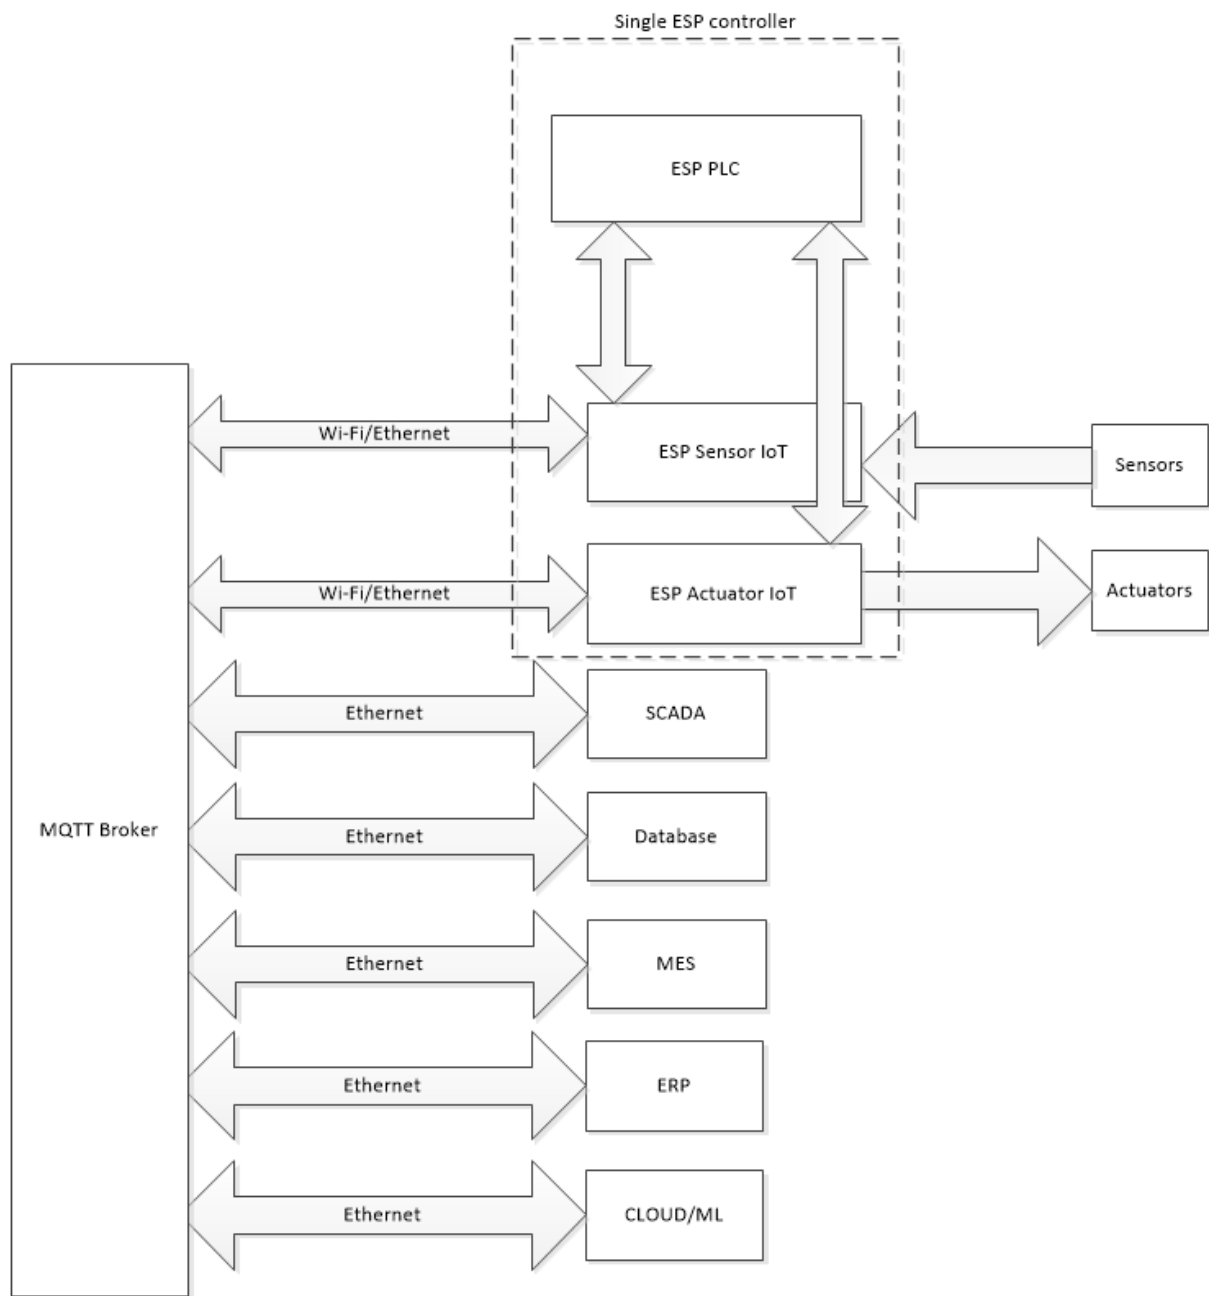 Single ESP controller
ESP PLC
Wi-Fi/Ethernet
ESP Sensor IoT
Sensors
Wi-Fi/Ethernet
ESP Actuator IoT
Actuators
Ethernet
SCADA
MQTT Broker
Ethernet
Database
Ethernet
MES
Ethernet
ERP
Ethernet
CLOUD/ML